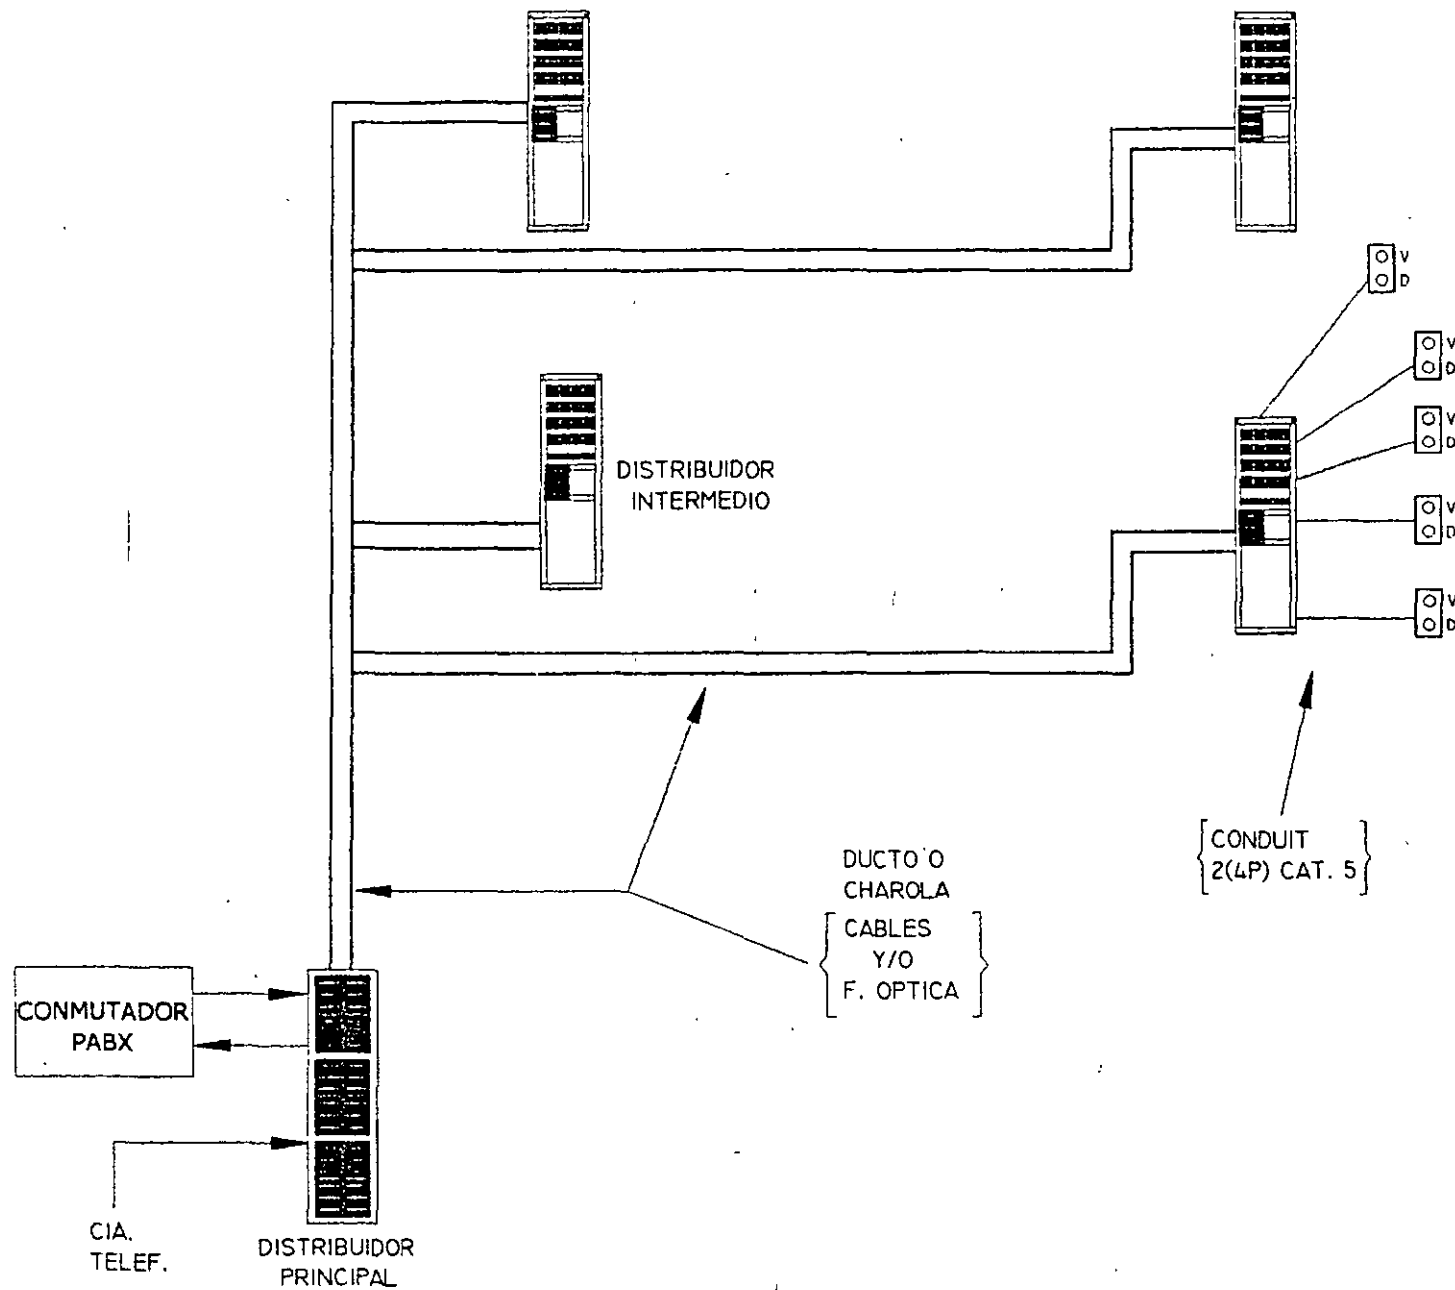 V
D
V
D
V
D
DISTRIBUIDOR
INTERMEDIO
V
D
V
D
DUCTO O
CHAROLA
CABLES
Y/O
F. OPTICA
CONDUIT
2(4P) CAT. 5
CONMUTADOR
PABX
CIA.
TELEF.
DISTRIBUIDOR
PRINCIPAL